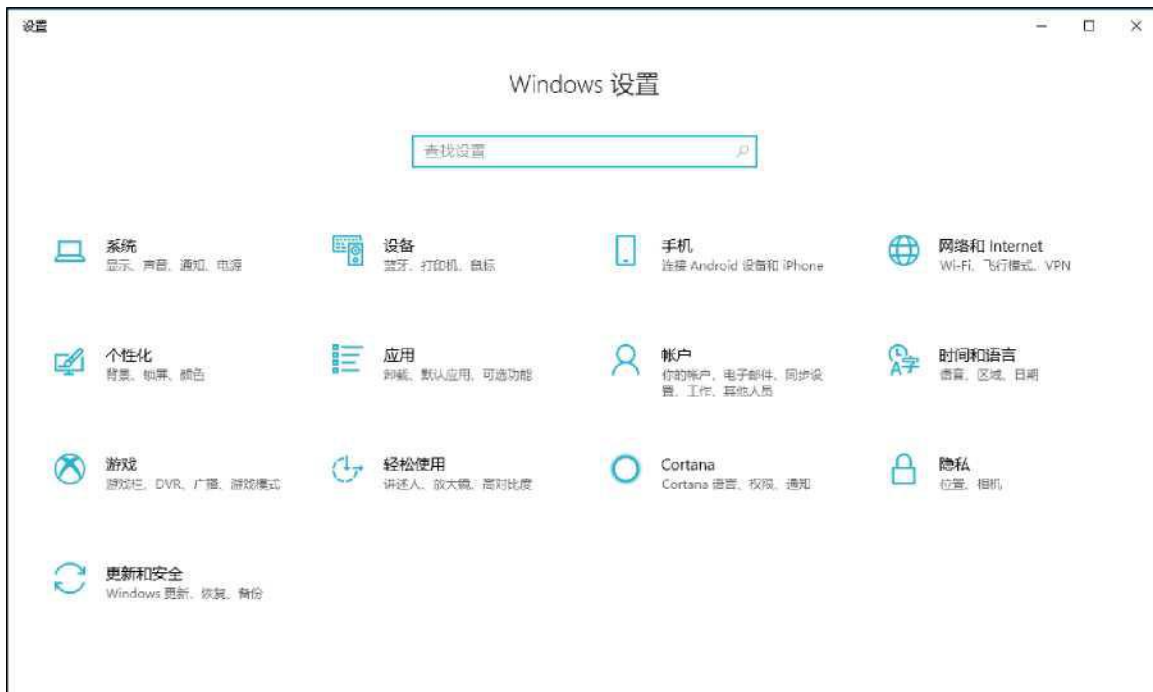 设置
Windows 设置
查找设置
系统
显示、声音、通知、电源
设备
蓝牙、打印机、鼠标
手机
连接 Android 设备和 iPhone
网络和 Internet
Wi-Fi、飞行模式、VPN
个性化
背景、锁屏、颜色
应用
卸载、默认应用、可选功能
帐户
你的帐户、电子邮件、同步设
置、工作、其他人员
时间和语言
语音、区域、日期
游戏
游戏栏、DVR、广播、游戏模式
轻松使用
讲述人、放大镜、高对比度
Cortana
Cortana 语言、权限、通知
隐私
位置、相机
更新和安全
Windows 更新、恢复、备份